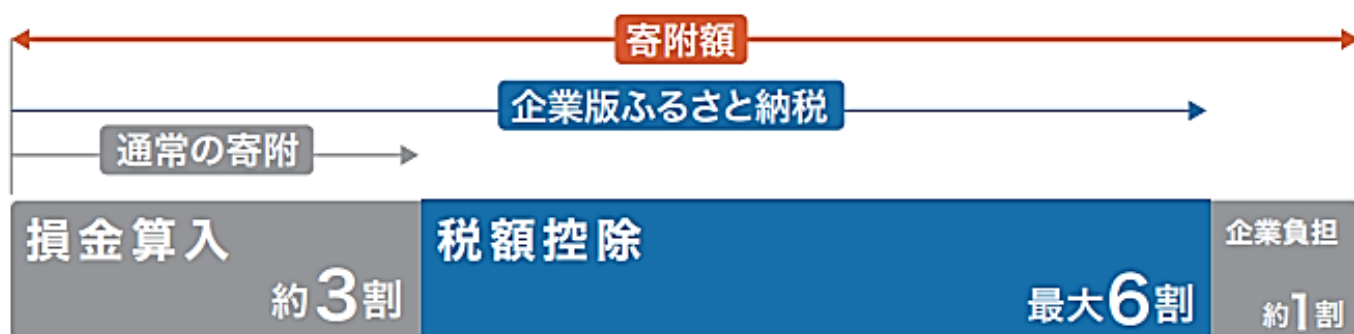 寄附額
企業版ふるさと納税
通常の寄附
損金算入
約3割
税額控除
最大6割
企業負担
約1割